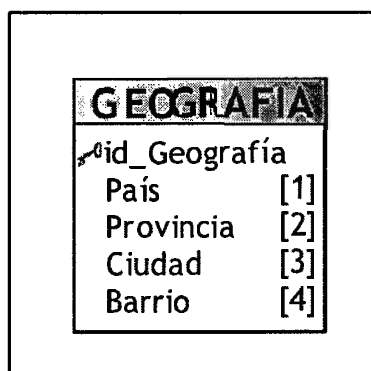 GEOGRAFIA
id_Geografía
País [1]
Provincia [2]
Ciudad [3]
Barrio [4]